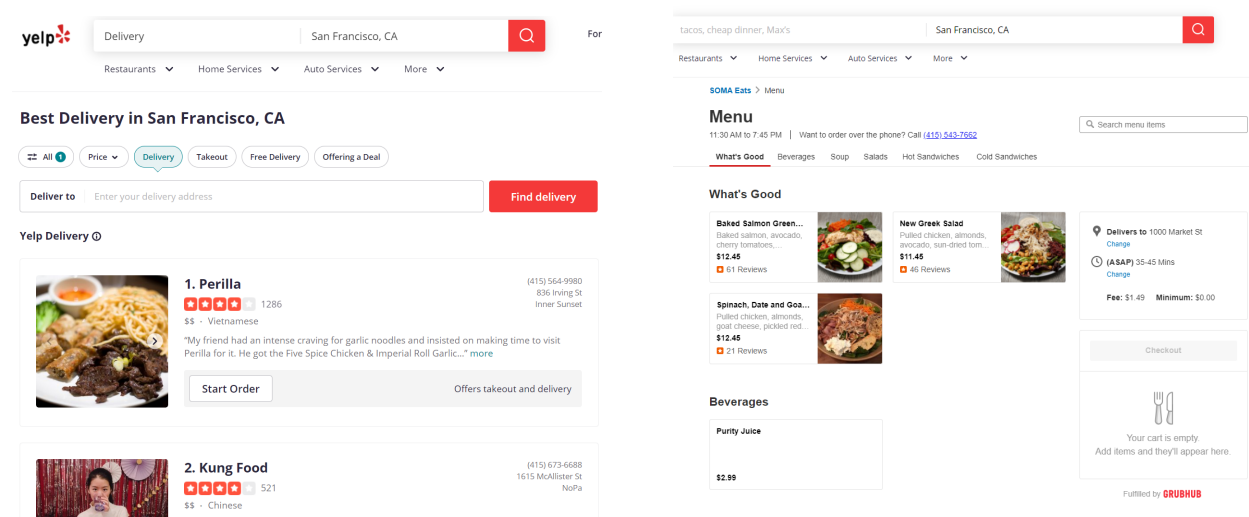 yelp
Delivery
San Francisco, CA
For
Restaurants
Home Services
Auto Services
More
Best Delivery in San Francisco, CA
All 1
Price
Delivery
Takeout
Free Delivery
Offering a Deal
Deliver to
Enter your delivery address
Find delivery
Yelp Delivery
1. Perilla
(415) 564-9980
836 Irving St
Inner Sunset
1286
$$ - Vietnamese
“My friend had an intense craving for garlic noodles and insisted on making time to visit
Perilla for it. He got the Five Spice Chicken & Imperial Roll Garlic...” more
Start Order
Offers takeout and delivery
2. Kung Food
(415) 673-6688
1615 McAllister St
NoPa
521
$$ - Chinese
tacos, cheap dinner, Max's
San Francisco, CA
Restaurants
Home Services
Auto Services
More
SOMA Eats > Menu
Menu
11:30 AM to 7:45 PM | Want to order over the phone? Call (415) 543-7662
Search menu items
What's Good
Beverages
Soup
Salads
Hot Sandwiches
Cold Sandwiches
What's Good
Baked Salmon Green...
Baked salmon, avocado,
cherry tomatoes,...
$12.45
61 Reviews
New Greek Salad
Pulled chicken, almonds,
avocado, sun-dried tom...
$11.45
46 Reviews
Spinach, Date and Goa...
Pulled chicken, almonds,
goat cheese, pickled red...
$12.45
21 Reviews
Delivers to 1000 Market St
Change
(ASAP) 35-45 Mins
Change
Fee: $1.49 Minimum: $0.00
Checkout
Your cart is empty.
Add items and they'll appear here.
Fulfilled by GRUBHUB
Beverages
Purity Juice
$2.99